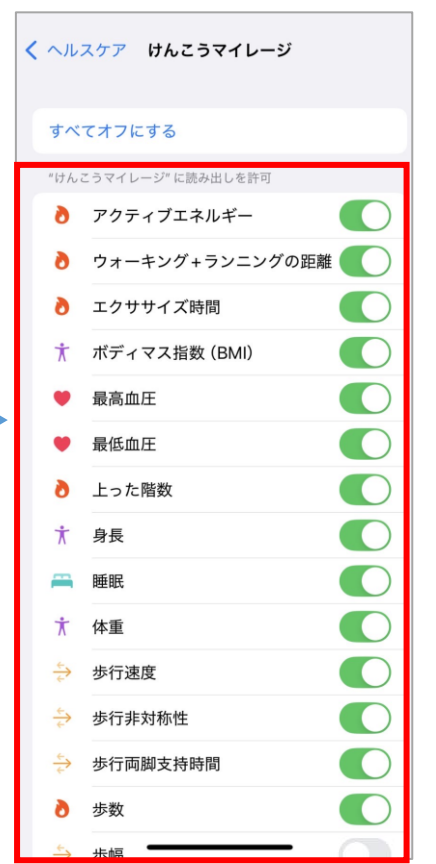 ヘルスケア けんこうマイレージ
すべてオフにする
"けんこうマイレージ" に読み出しを許可
アクティブエネルギー
ウォーキング+ランニングの距離
エクササイズ時間
ボディマス指数 (BMI)
最高血圧
最低血圧
上った階数
身長
睡眠
体重
歩行速度
歩行非対称性
歩行両脚支持時間
歩数
歩幅